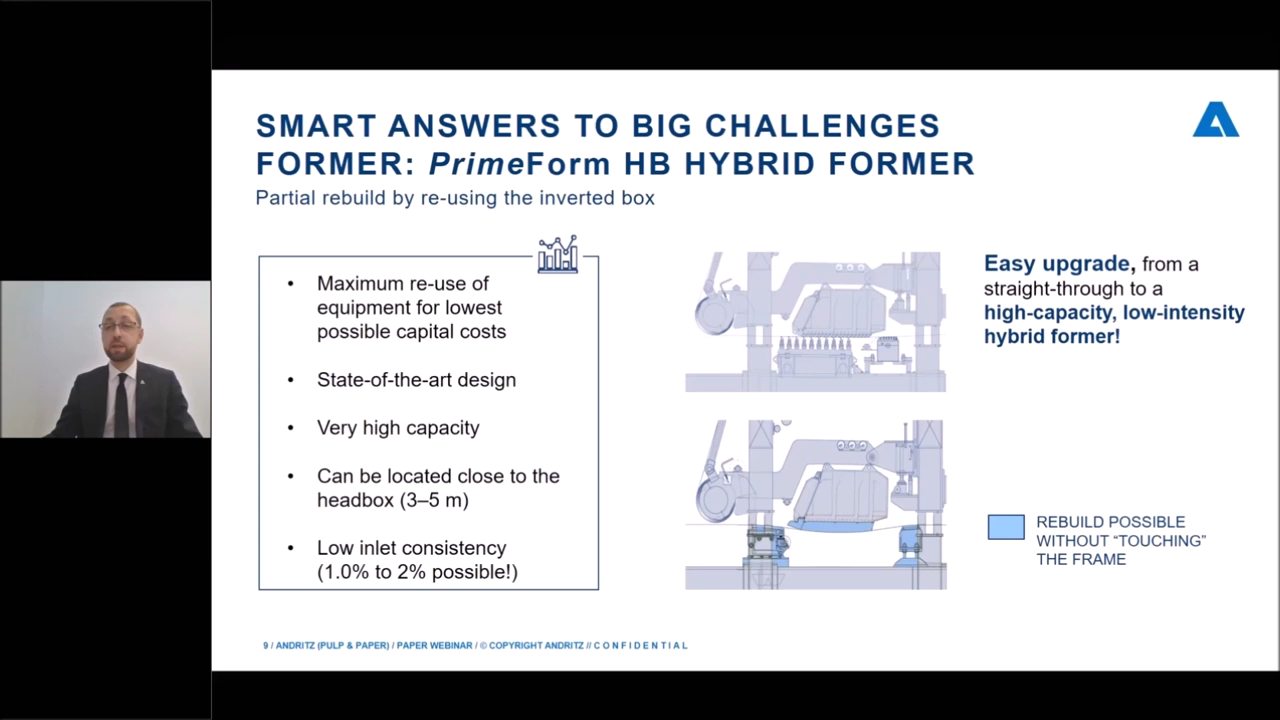 SMART ANSWERS TO BIG CHALLENGES
FORMER: PrimeForm HB HYBRID FORMER
Partial rebuild by re-using the inverted box
• Maximum re-use of
equipment for lowest
possible capital costs
• State-of-the-art design
• Very high capacity
• Can be located close to the
headbox (3–5 m)
• Low inlet consistency
(1.0% to 2% possible!)
Easy upgrade, from a
straight-through to a
high-capacity, low-intensity
hybrid former!
REBUILD POSSIBLE
WITHOUT “TOUCHING”
THE FRAME
9 / ANDRITZ (PULP & PAPER) / PAPER WEBINAR / © COPYRIGHT ANDRITZ // CONFIDENTIAL